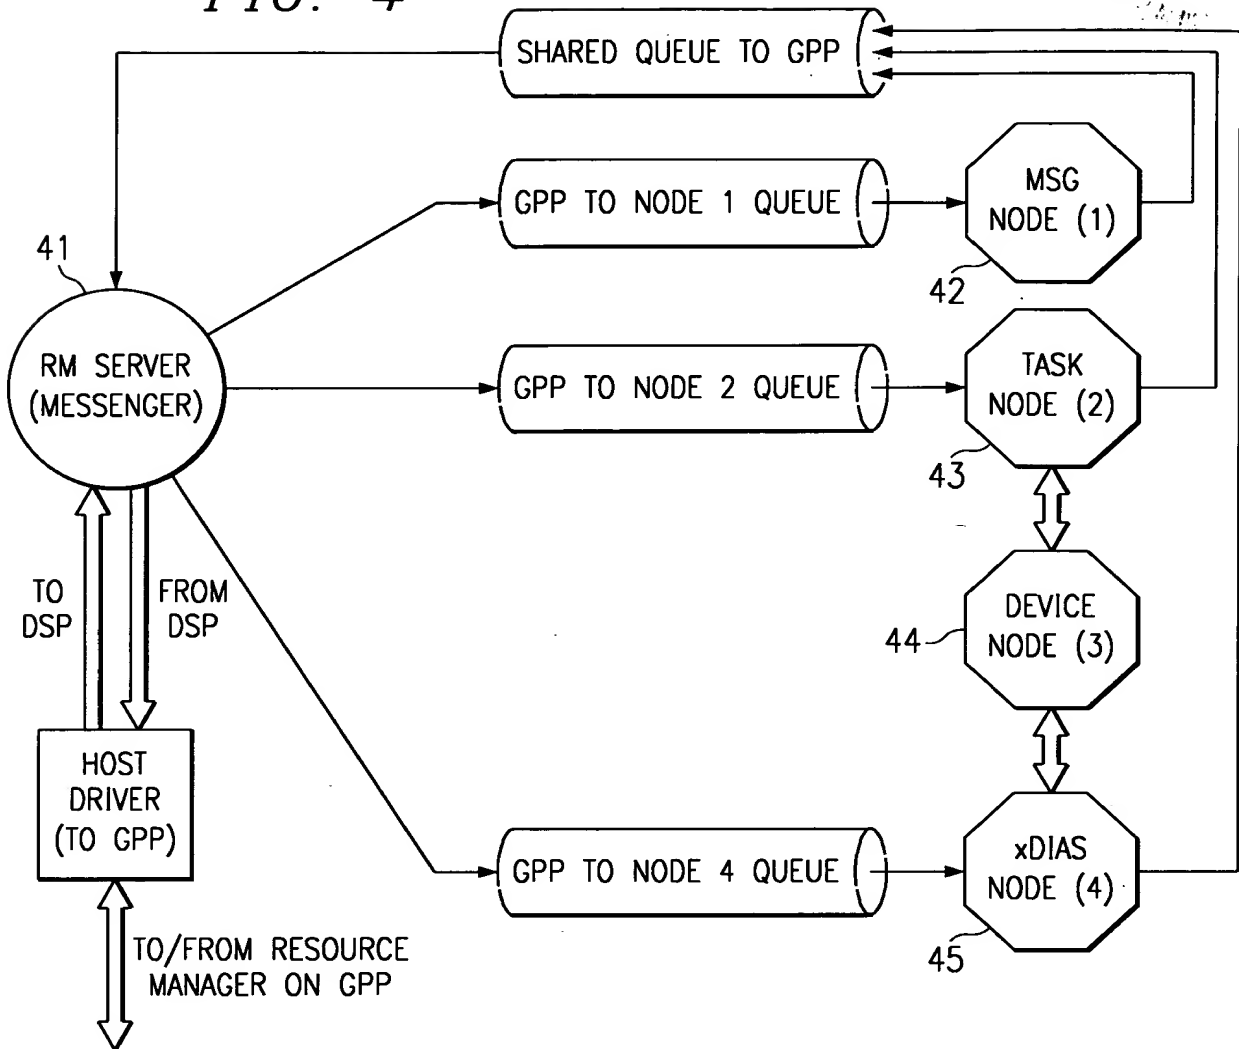 FIG. 4
SHARED QUEUE TO GPP
GPP TO NODE 1 QUEUE
MSG
NODE (1)
42
41
RM SERVER
(MESSENGER)
GPP TO NODE 2 QUEUE
TASK
NODE (2)
43
TO
DSP
FROM
DSP
DEVICE
NODE (3)
44
HOST
DRIVER
(TO GPP)
GPP TO NODE 4 QUEUE
xDIAS
NODE (4)
45
TO/FROM RESOURCE
MANAGER ON GPP